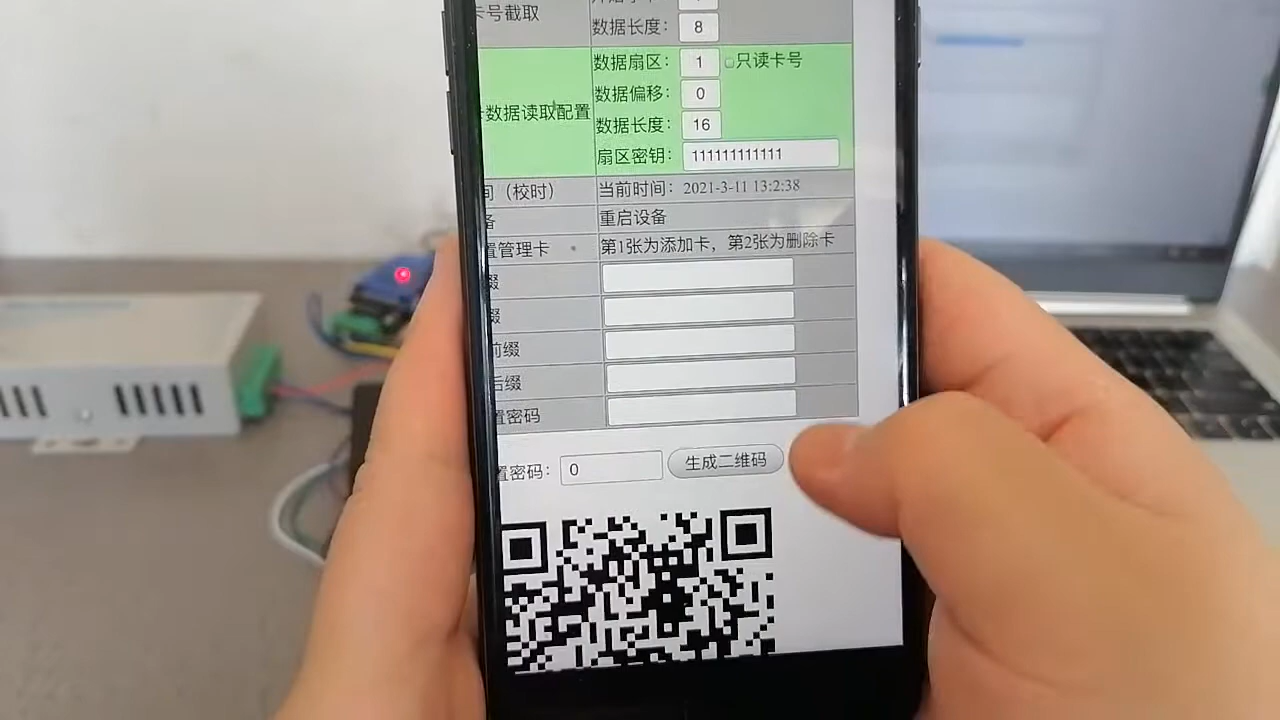 卡号截取
数据长度： 8
数据扇区： 1 只读卡号
数据偏移： 0
数据读取配置
数据长度： 16
扇区密钥： 111111111111
（校时） 当前时间：2021-3-11 13:2:38
重启设备
置管理卡 第1张为添加卡，第2张为删除卡
缀
缀
前缀
后缀
置密码
置密码： 0 生成二维码